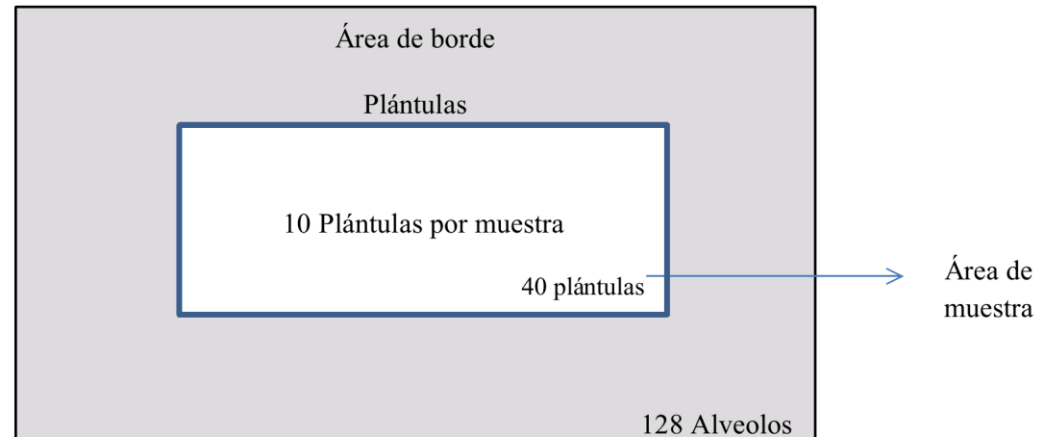 Área de borde
Plántulas
10 Plántulas por muestra
40 plántulas
Área de
muestra
128 Alveolos